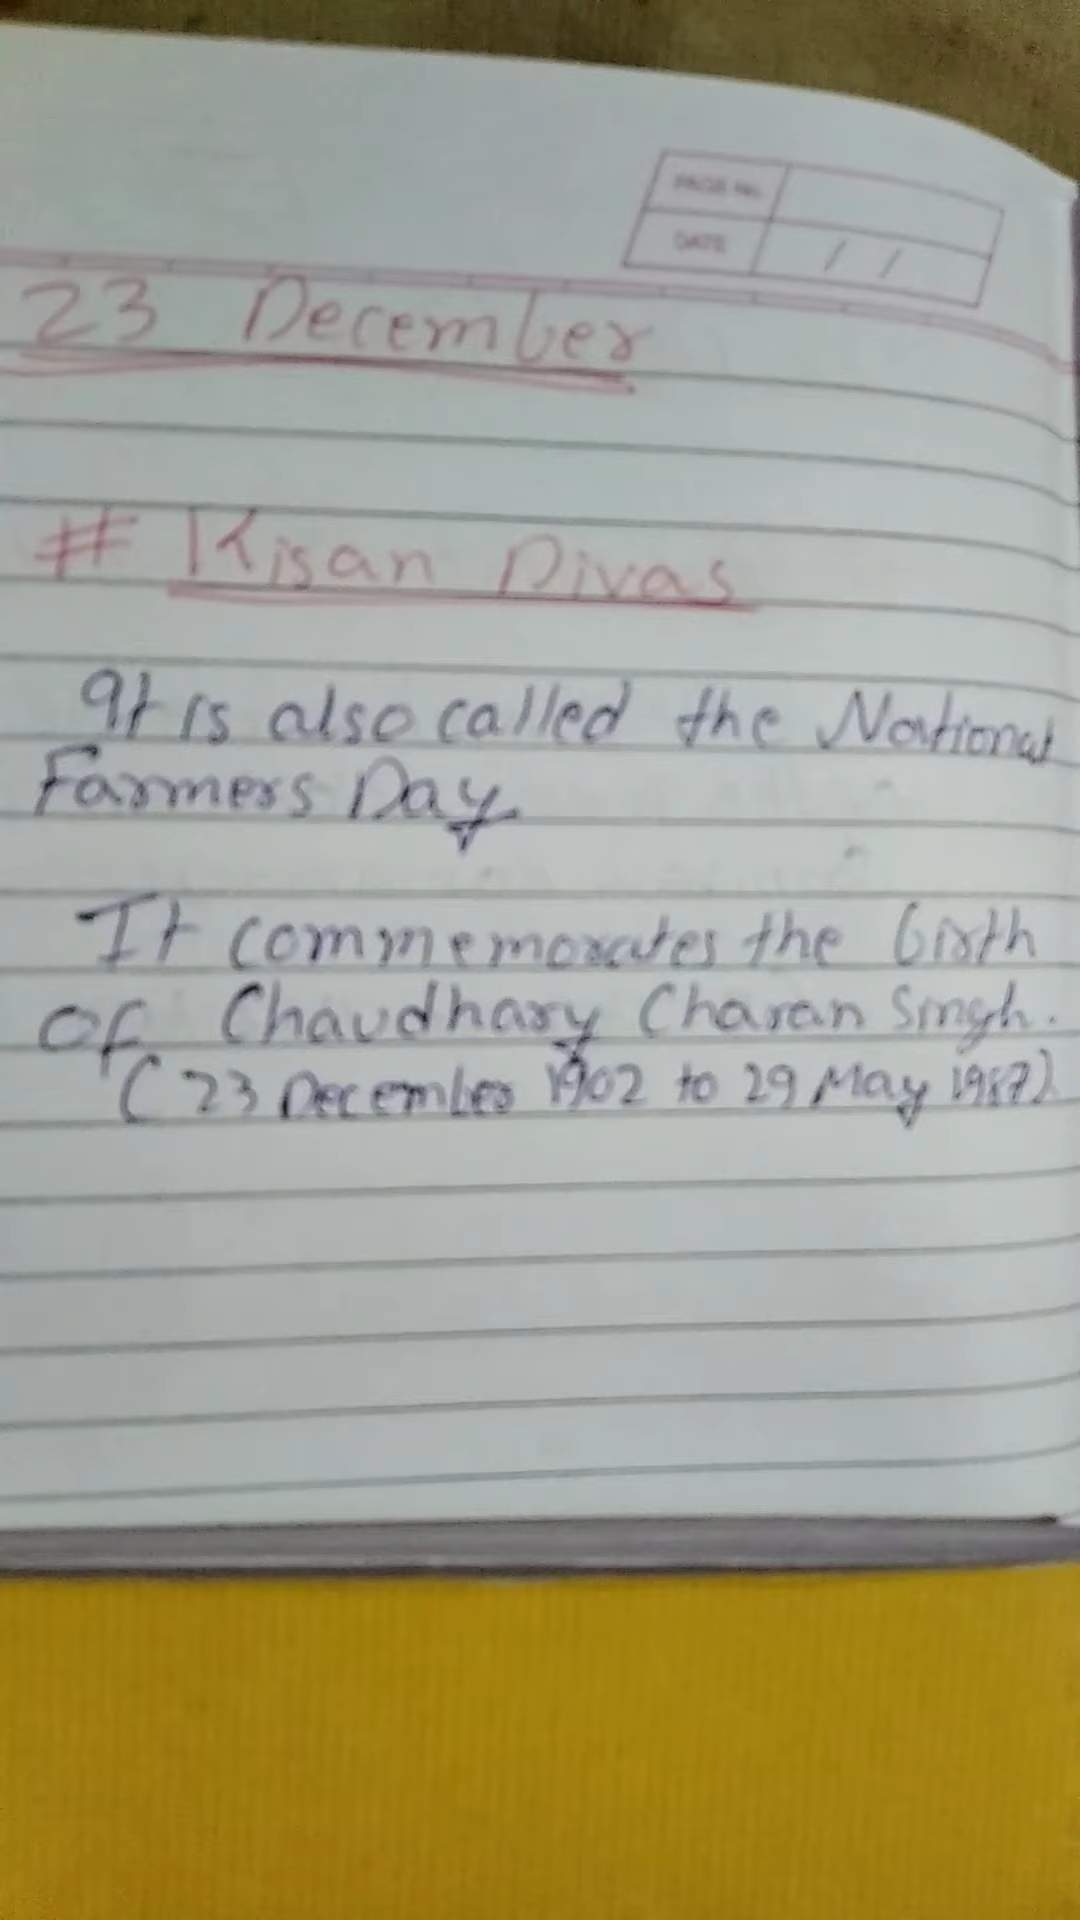 PAGE No.
DATE / /
23 December
# Kisan Divas
It is also called the National
Farmers Day
It commemorates the birth
of Chaudhary Charan Singh.
(23 December 1902 to 29 May 1987)